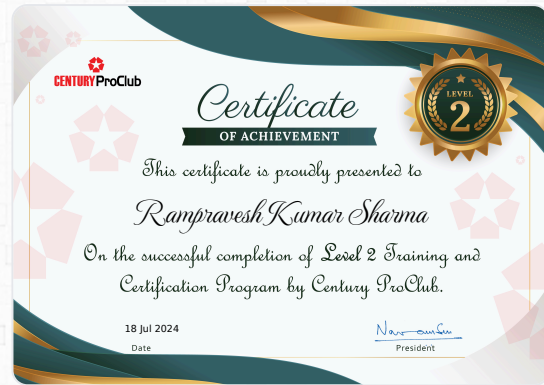 CENTURY ProClub
LEVEL
2
Certificate
OF ACHIEVEMENT
This certificate is proudly presented to
Rampravesh Kumar Sharma
On the successful completion of Level 2 Training and
Certification Program by Century ProClub.
18 Jul 2024
Date
President